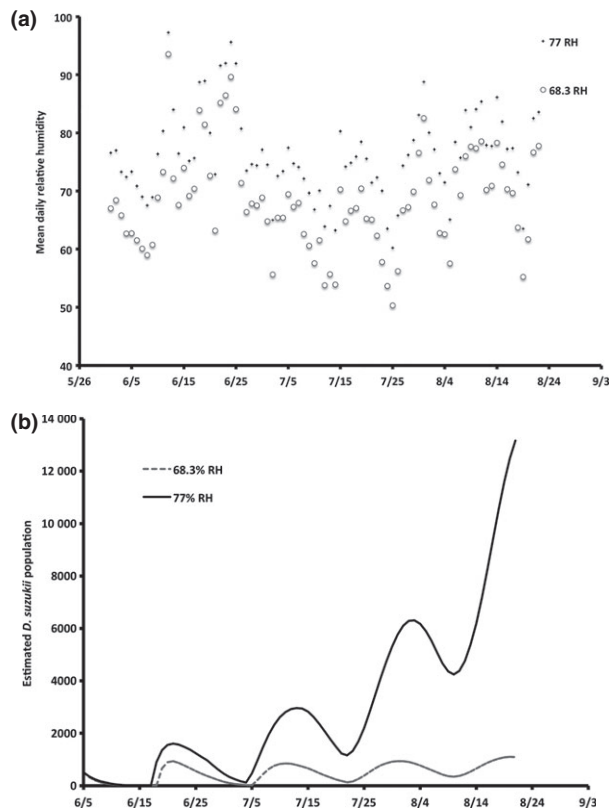 (a)
100
90
80
70
60
50
40
Mean daily relative humidity
77 RH
68.3 RH
5/26 6/5 6/15 6/25 7/5 7/15 7/25 8/4 8/14 8/24 9/3
(b)
14 000
12 000
10 000
8000
6000
4000
2000
0
Estimated D. suzukii population
68.3% RH
77% RH
6/5 6/15 6/25 7/5 7/15 7/25 8/4 8/14 8/24 9/3